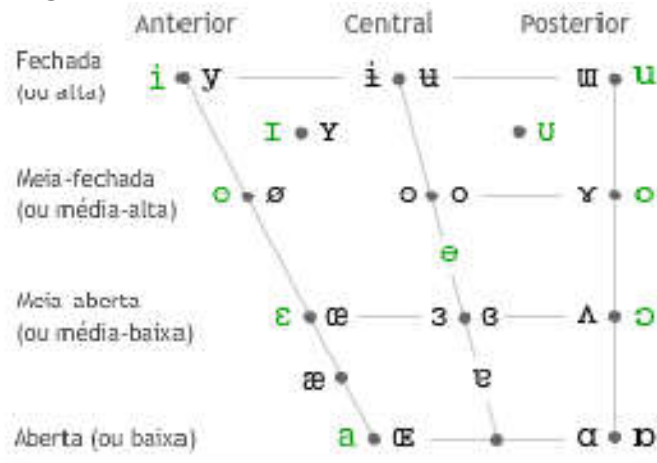 Anterior Central Posterior
Fechada
(ou alta)
i y ɨ ʉ ɯ u
ɪ ʏ ʊ
Meia-fechada
(ou média-alta)
ø ɤ o
ə
Meia-aberta
(ou média-baixa)
ɛ œ ɜ ɞ ʌ ɔ
æ ɐ
Aberta (ou baixa)
a ɶ ɑ ɒ